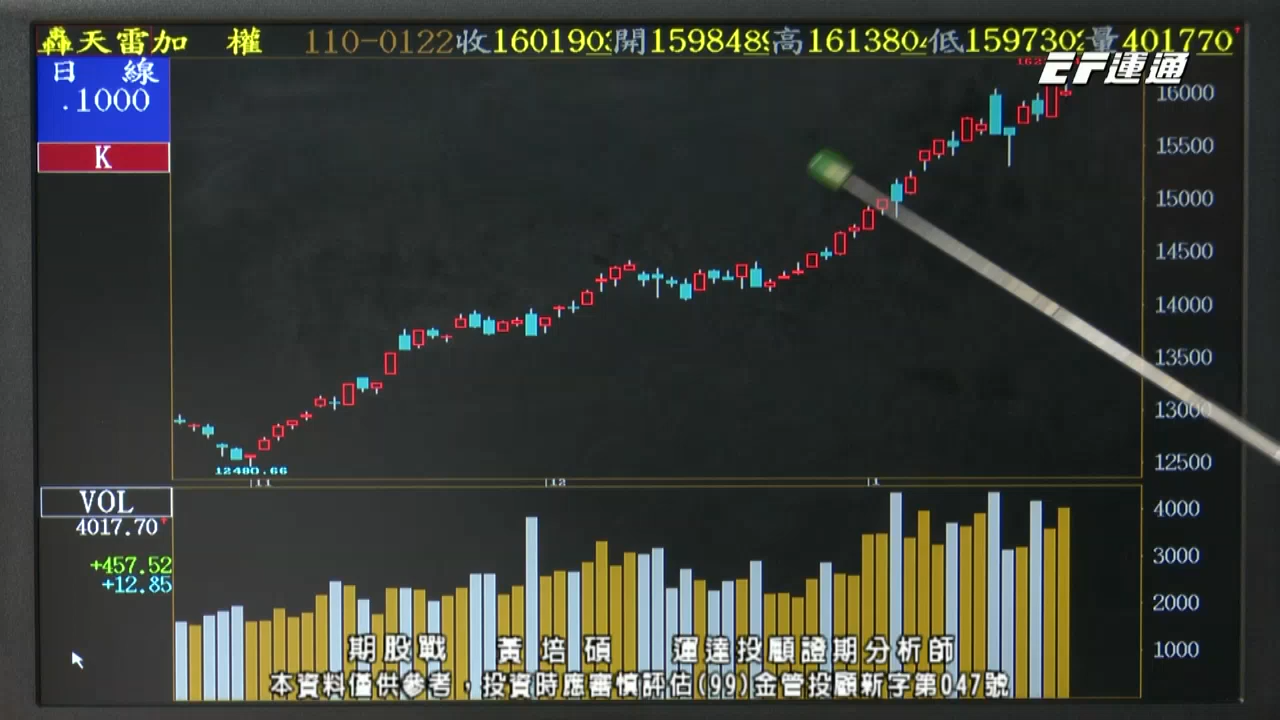 轟天雷加 權 110-0122收1601903開1598489高1613804低1597302量401770
EF運通
日 線
.1000
K
16000
15500
15000
14500
14000
13500
13000
12500
12490.66
11 12 1
VOL
4017.70
+457.52
+12.85
4000
3000
2000
1000
期股戰 黃培碩 運達投顧證期分析師
本資料僅供參考，投資時應審慎評估(99)金管投顧新字第047號